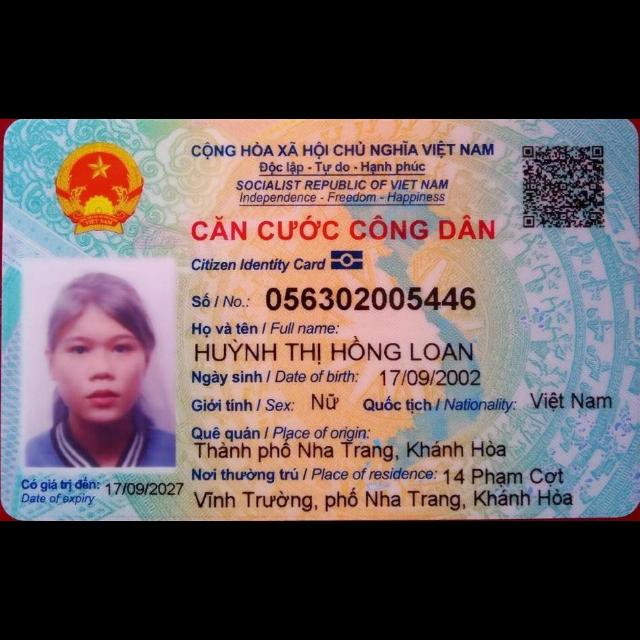 CỘNG HÒA XÃ HỘI CHỦ NGHĨA VIỆT NAM
Độc lập - Tự do - Hạnh phúc
SOCIALIST REPUBLIC OF VIET NAM
Independence - Freedom - Happiness
CĂN CƯỚC CÔNG DÂN
Citizen Identity Card
Số / No.: 056302005446
Họ và tên / Full name:
HUỲNH THỊ HỒNG LOAN
Ngày sinh / Date of birth: 17/09/2002
Giới tính / Sex: Nữ Quốc tịch / Nationality: Việt Nam
Quê quán / Place of origin:
Thành phố Nha Trang, Khánh Hòa
Nơi thường trú / Place of residence: 14 Phạm Cợt
Vĩnh Trường, phố Nha Trang, Khánh Hòa
Có giá trị đến: 17/09/2027
Date of expiry
VIỆT NAM